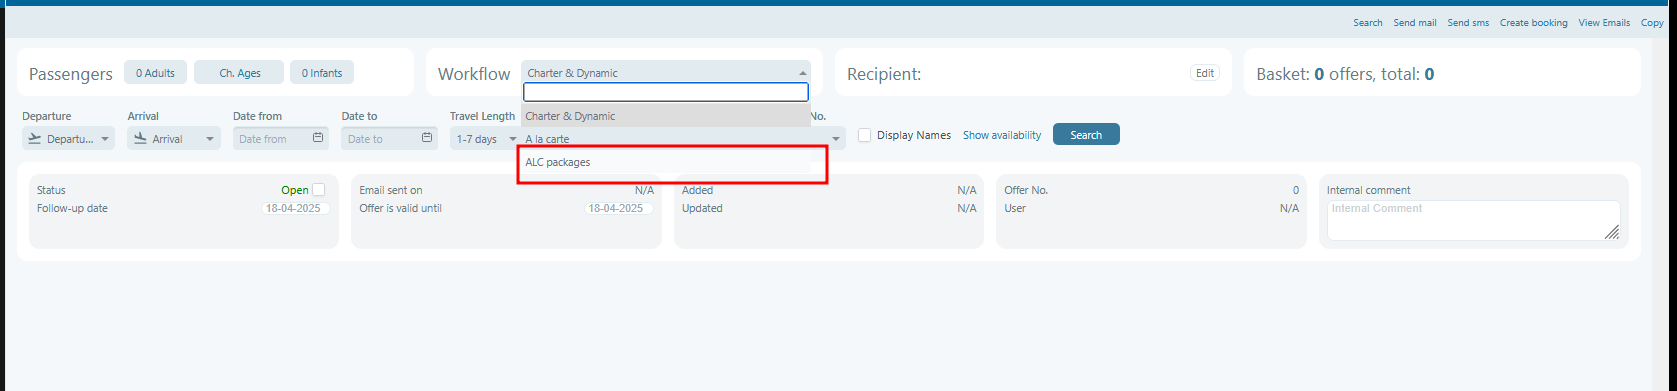 Search Send mail Send sms Create booking View Emails Copy
Passengers 0 Adults Ch. Ages 0 Infants Workflow Charter & Dynamic Recipient: Edit Basket: 0 offers, total: 0
Departure Arrival Date from Date to Travel Length Charter & Dynamic No.
Departu... Arrival Date from Date to 1-7 days A la carte Display Names Show availability Search
ALC packages
Status Open Email sent on N/A Added N/A Offer No. 0 Internal comment
Follow-up date 18-04-2025 Offer is valid until 18-04-2025 Updated N/A User N/A Internal Comment